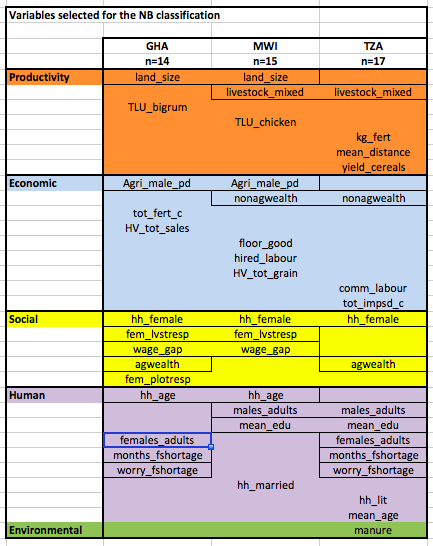 Variables selected for the NB classification
GHA MWI TZA
n=14 n=15 n=17
Productivity land_size land_size
livestock_mixed livestock_mixed
TLU_bigrum
TLU_chicken
kg_fert
mean_distance
yield_cereals
Economic Agri_male_pd Agri_male_pd
nonagwealth nonagwealth
tot_fert_c
HV_tot_sales
floor_good
hired_labour
HV_tot_grain
comm_labour
tot_impsd_c
Social hh_female hh_female hh_female
fem_lvstresp fem_lvstresp
wage_gap wage_gap
agwealth agwealth
fem_plotresp
Human hh_age hh_age
males_adults males_adults
mean_edu mean_edu
females_adults females_adults
months_fshortage months_fshortage
worry_fshortage worry_fshortage
hh_married
hh_lit
mean_age
Environmental manure